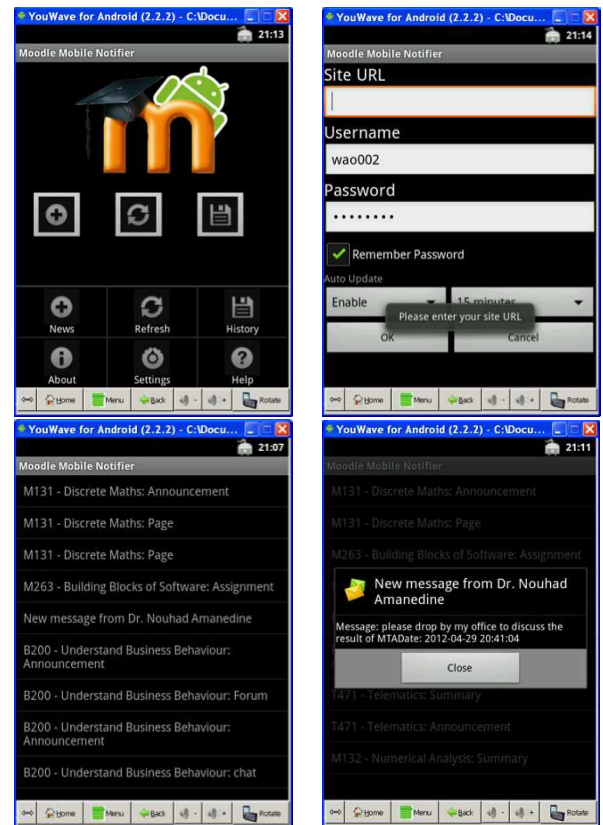 YouWave for Android (2.2.2) - C:\Docu...
21:13
Moodle Mobile Notifier
m
News Refresh History
About Settings Help
Home Menu Back - + Rotate
YouWave for Android (2.2.2) - C:\Docu...
21:14
Moodle Mobile Notifier
Site URL
Username
wao002
Password
........
Remember Password
Auto Update
Enable 15 minutes
Please enter your site URL
OK Cancel
Home Menu Back - + Rotate
YouWave for Android (2.2.2) - C:\Docu...
21:07
Moodle Mobile Notifier
M131 - Discrete Maths: Announcement
M131 - Discrete Maths: Page
M131 - Discrete Maths: Page
M263 - Building Blocks of Software: Assignment
New message from Dr. Nouhad Amanedine
B200 - Understand Business Behaviour:
Announcement
B200 - Understand Business Behaviour: Forum
B200 - Understand Business Behaviour:
Announcement
B200 - Understand Business Behaviour: chat
Home Menu Back - + Rotate
YouWave for Android (2.2.2) - C:\Docu...
21:11
Moodle Mobile Notifier
M131 - Discrete Maths: Announcement
M131 - Discrete Maths: Page
M263 - Building Blocks of Software: Assignment
New message from Dr. Nouhad
Amanedine
Message: please drop by my office to discuss the
result of MTADate: 2012-04-29 20:41:04
Close
T471 - Telematics: Summary
T471 - Telematics: Announcement
M132 - Numerical Analysis: Summary
Home Menu Back - + Rotate